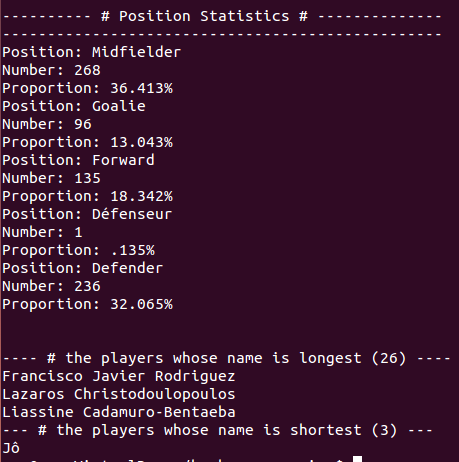 ---------- # Position Statistics # --------------
-------------------------------------------------
Position: Midfielder
Number: 268
Proportion: 36.413%
Position: Goalie
Number: 96
Proportion: 13.043%
Position: Forward
Number: 135
Proportion: 18.342%
Position: Défenseur
Number: 1
Proportion: .135%
Position: Defender
Number: 236
Proportion: 32.065%
---- # the players whose name is longest (26) ----
Francisco Javier Rodriguez
Lazaros Christodoulopoulos
Liassine Cadamuro-Bentaeba
--- # the players whose name is shortest (3) ---
Jô